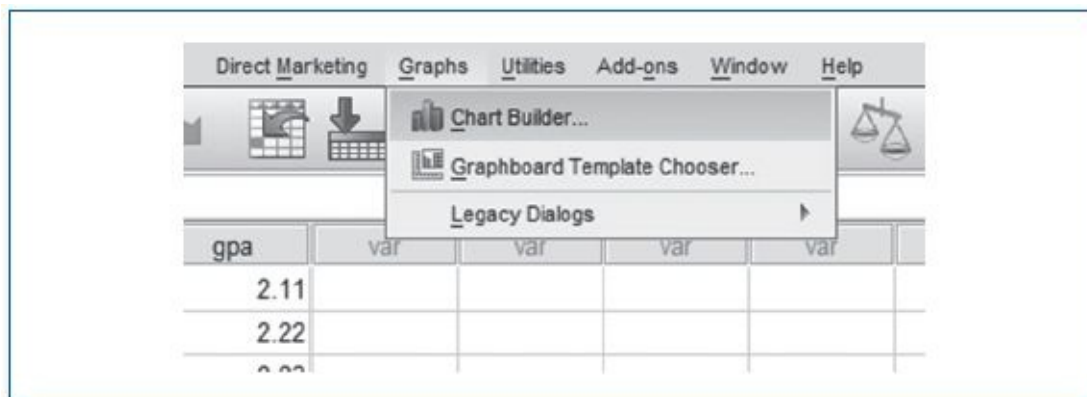 Direct Marketing Graphs Utilities Add-ons Window Help
Chart Builder...
Graphboard Template Chooser...
Legacy Dialogs
gpa var var var var
2.11
2.22